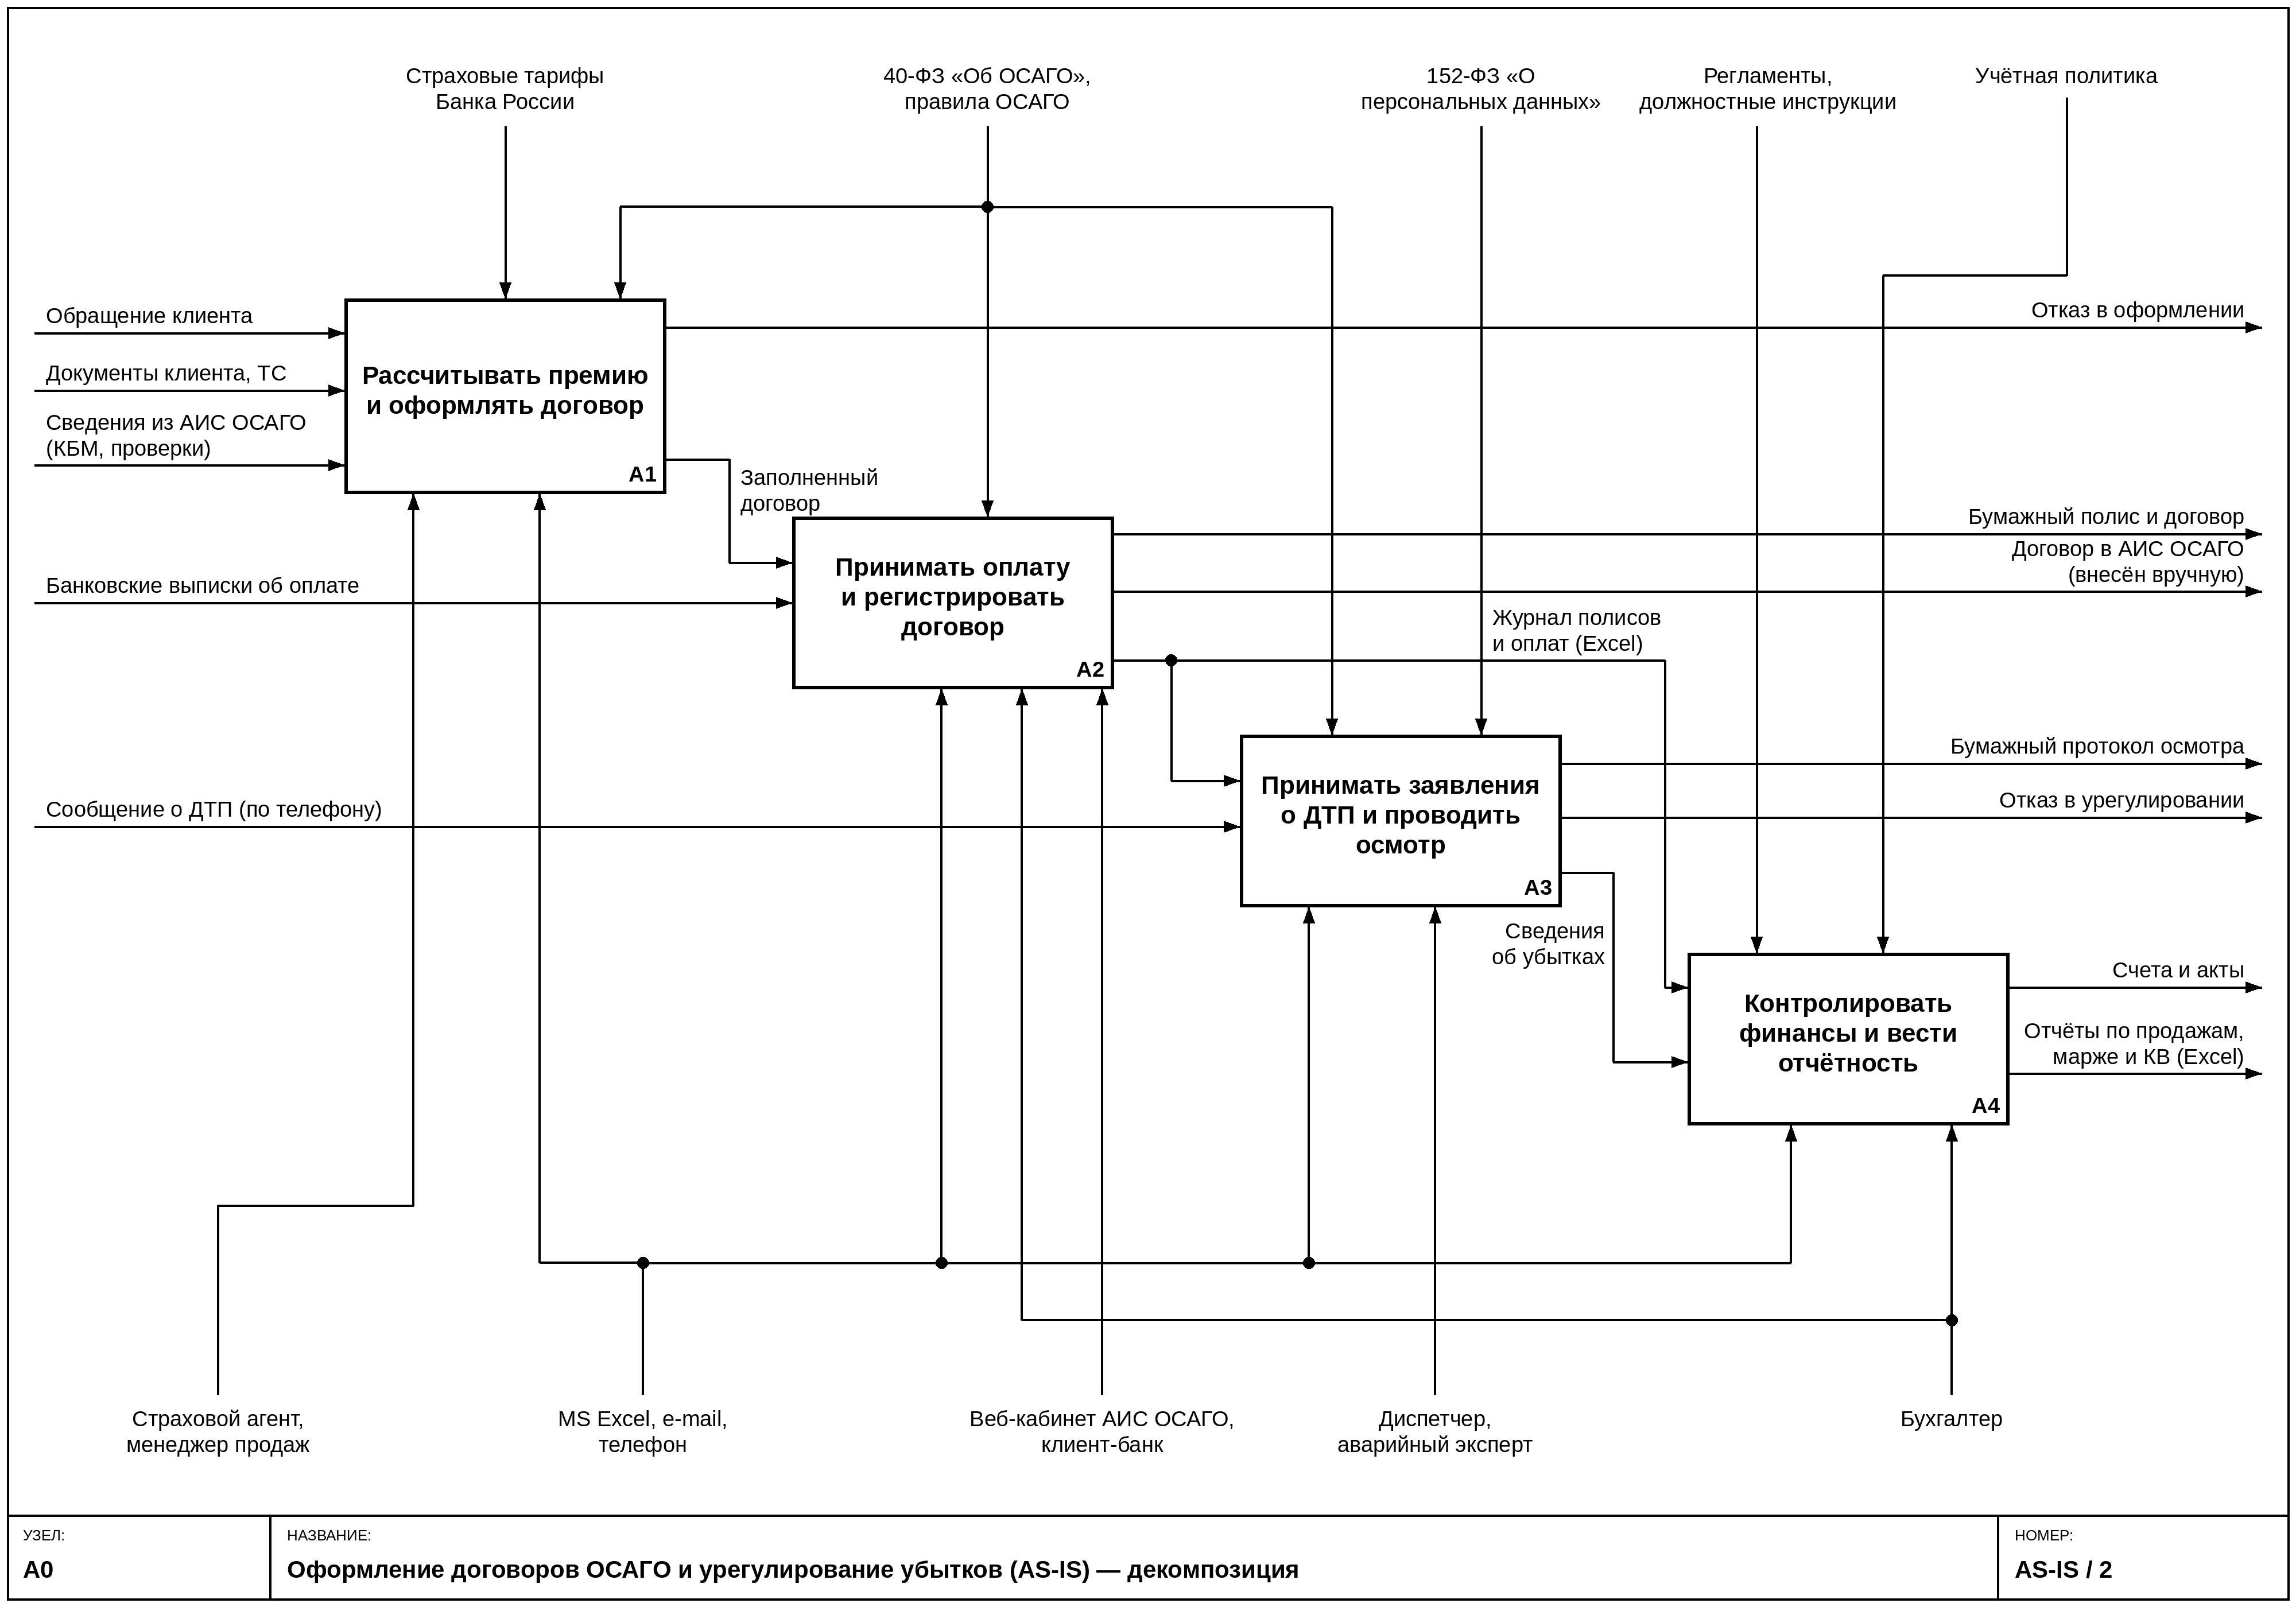 Страховые тарифы
Банка России
40-ФЗ «Об ОСАГО»,
правила ОСАГО
152-ФЗ «О
персональных данных»
Регламенты,
должностные инструкции
Учётная политика
Обращение клиента
Документы клиента, ТС
Сведения из АИС ОСАГО
(КБМ, проверки)
Рассчитывать премию
и оформлять договор
A1
Отказ в оформлении
Заполненный
договор
Банковские выписки об оплате
Принимать оплату
и регистрировать
договор
A2
Бумажный полис и договор
Договор в АИС ОСАГО
(внесён вручную)
Журнал полисов
и оплат (Excel)
Сообщение о ДТП (по телефону)
Принимать заявления
о ДТП и проводить
осмотр
A3
Бумажный протокол осмотра
Отказ в урегулировании
Сведения
об убытках
Контролировать
финансы и вести
отчётность
A4
Счета и акты
Отчёты по продажам,
марже и КВ (Excel)
Страховой агент,
менеджер продаж
MS Excel, e-mail,
телефон
Веб-кабинет АИС ОСАГО,
клиент-банк
Диспетчер,
аварийный эксперт
Бухгалтер
УЗЕЛ:
A0
НАЗВАНИЕ:
Оформление договоров ОСАГО и урегулирование убытков (AS-IS) — декомпозиция
НОМЕР:
AS-IS / 2